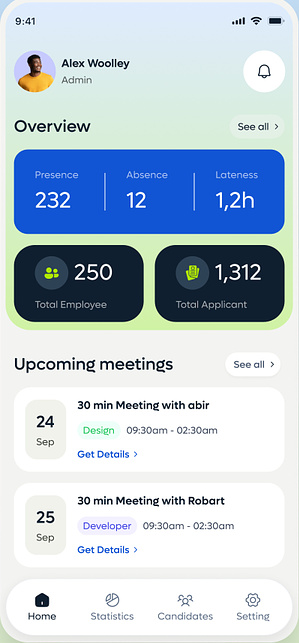 9:41
Alex Woolley
Admin
Overview
See all >
Presence Absence Lateness
232 12 1,2h
250 1,312
Total Employee Total Applicant
Upcoming meetings
See all >
30 min Meeting with abir
24
Sep
Design 09:30am - 02:30am
Get Details >
30 min Meeting with Robart
25
Sep
Developer 09:30am - 02:30am
Get Details >
Home Statistics Candidates Setting